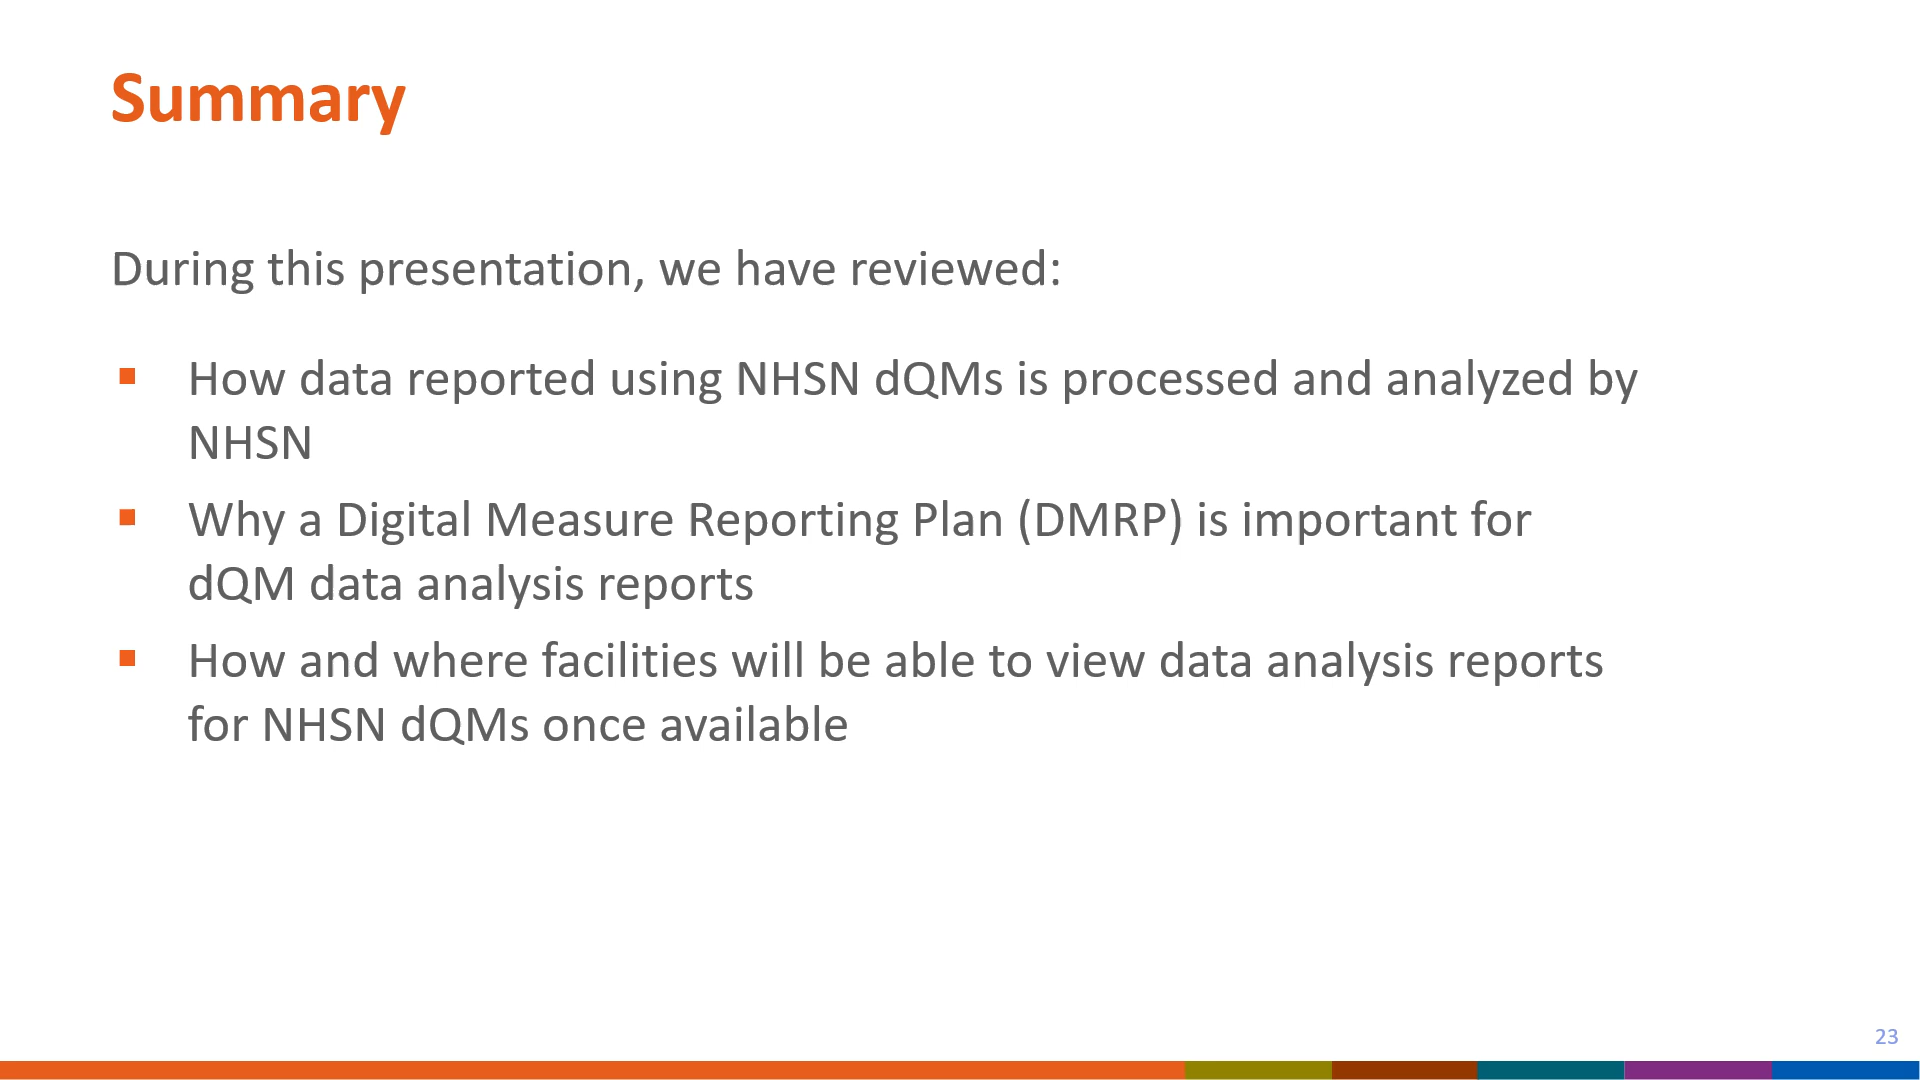 Summary
During this presentation, we have reviewed:
▪ How data reported using NHSN dQMs is processed and analyzed by
NHSN
▪ Why a Digital Measure Reporting Plan (DMRP) is important for
dQM data analysis reports
▪ How and where facilities will be able to view data analysis reports
for NHSN dQMs once available
23